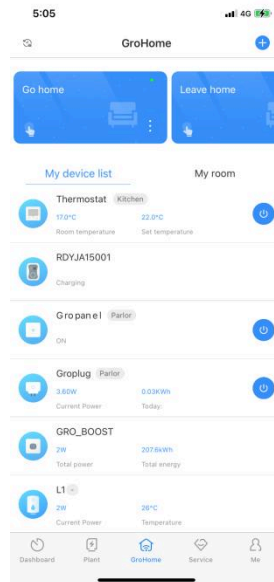 5:05 4G
GroHome
Go home
Leave home
My device list My room
Thermostat Kitchen
17.0°C 22.0°C
Room temperature Set temperature
RDYJA15001
Charging
Gropanel Parlor
ON
Groplug Parlor
3.60W 0.03KWh
Current Power Today:
GRO_BOOST
2W 207.6kWh
Total power Total energy
L1 -
2W 26°C
Current Power Temperature
Dashboard Plant GroHome Service Me